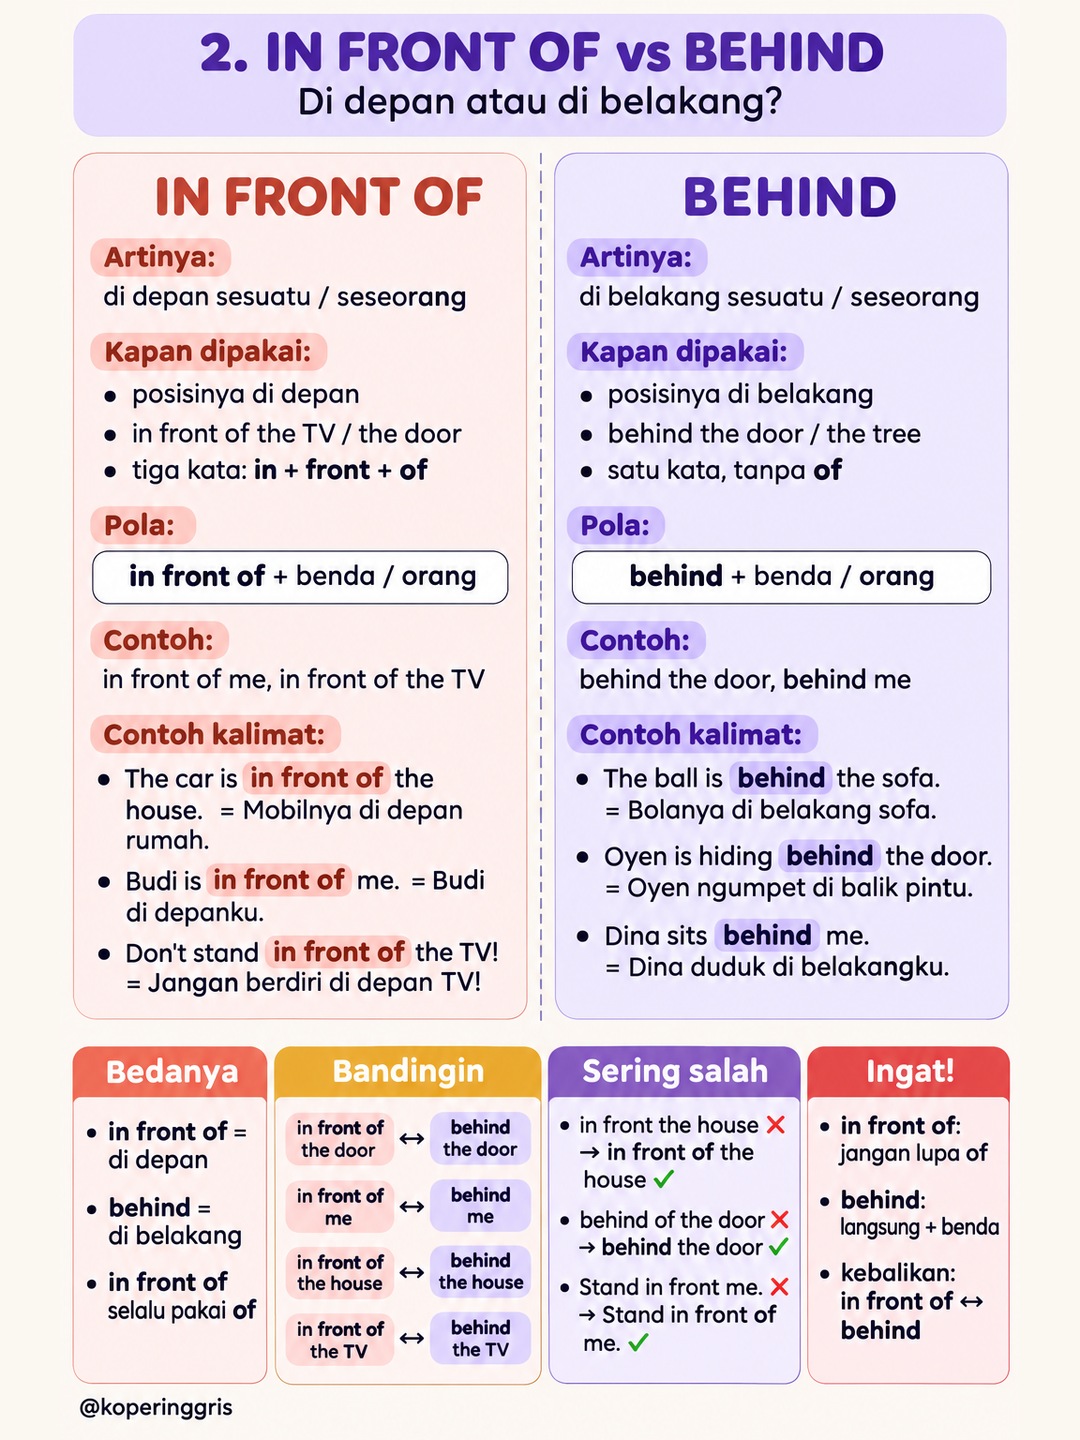 2. IN FRONT OF vs BEHIND
Di depan atau di belakang?
IN FRONT OF
Artinya:
di depan sesuatu / seseorang
Kapan dipakai:
• posisinya di depan
• in front of the TV / the door
• tiga kata: in + front + of
Pola:
in front of + benda / orang
Contoh:
in front of me, in front of the TV
Contoh kalimat:
• The car is in front of the
house. = Mobilnya di depan
rumah.
• Budi is in front of me. = Budi
di depanku.
• Don't stand in front of the TV!
= Jangan berdiri di depan TV!
BEHIND
Artinya:
di belakang sesuatu / seseorang
Kapan dipakai:
• posisinya di belakang
• behind the door / the tree
• satu kata, tanpa of
Pola:
behind + benda / orang
Contoh:
behind the door, behind me
Contoh kalimat:
• The ball is behind the sofa.
= Bolanya di belakang sofa.
• Oyen is hiding behind the door.
= Oyen ngumpet di balik pintu.
• Dina sits behind me.
= Dina duduk di belakangku.
Bedanya
• in front of =
di depan
• behind =
di belakang
• in front of
selalu pakai of
Bandingin
in front of
the door
↔
behind
the door
in front of
me
↔
behind
me
in front of
the house
↔
behind
the house
in front of
the TV
↔
behind
the TV
Sering salah
• in front the house ❌
→ in front of the
house ✓
• behind of the door ❌
→ behind the door ✓
• Stand in front me. ❌
→ Stand in front of
me. ✓
Ingat!
• in front of:
jangan lupa of
• behind:
langsung + benda
• kebalikan:
in front of ↔
behind
@koperinggris